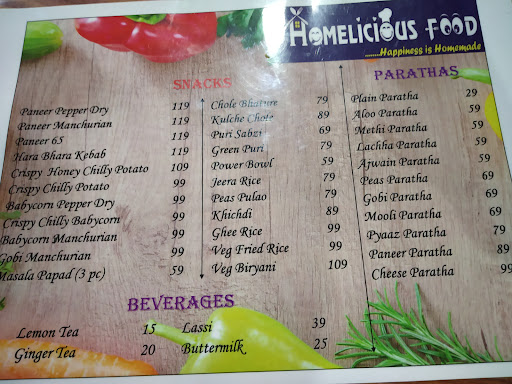 Homelicious Food
.......Happiness is Homemade
SNACKS
Paneer Pepper Dry 119
Paneer Manchurian 119
Paneer 65 119
Hara Bhara Kebab 119
Crispy Honey Chilly Potato 109
Crispy Chilly Potato 99
Babycorn Pepper Dry 99
Crispy Chilly Babycorn 99
Babycorn Manchurian 99
Gobi Manchurian 99
Masala Papad (3 pc) 59
Chole Bhature 79
Kulche Chole 89
Puri Sabzi 69
Green Puri 79
Power Bowl 59
Jeera Rice 79
Peas Pulao 79
Khichdi 89
Ghee Rice 99
Veg Fried Rice 99
Veg Biryani 109
PARATHAS
Plain Paratha 29
Aloo Paratha 59
Methi Paratha 59
Lachha Paratha 59
Ajwain Paratha 59
Peas Paratha 69
Gobi Paratha 69
Mooli Paratha 69
Pyaaz Paratha 79
Paneer Paratha 89
Cheese Paratha 99
BEVERAGES
Lemon Tea 15
Ginger Tea 20
Lassi 39
Buttermilk 25